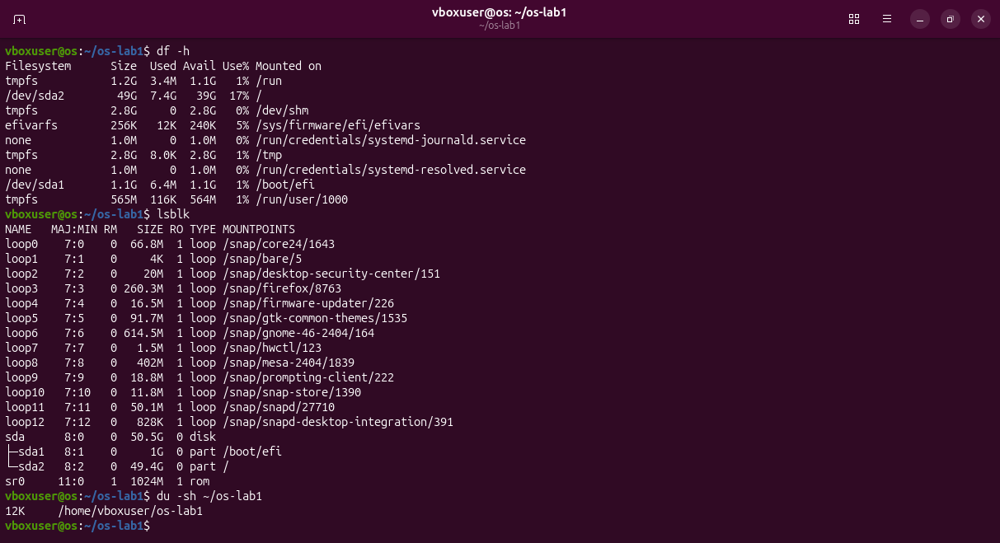 vboxuser@os: ~/os-lab1
~/os-lab1
vboxuser@os:~/os-lab1$ df -h
Filesystem      Size  Used Avail Use% Mounted on
tmpfs           1.2G  3.4M  1.1G   1% /run
/dev/sda2        49G  7.4G   39G  17% /
tmpfs           2.8G     0  2.8G   0% /dev/shm
efivarfs        256K   12K  240K   5% /sys/firmware/efi/efivars
none            1.0M     0  1.0M   0% /run/credentials/systemd-journald.service
tmpfs           2.8G  8.0K  2.8G   1% /tmp
none            1.0M     0  1.0M   0% /run/credentials/systemd-resolved.service
/dev/sda1       1.1G  6.4M  1.1G   1% /boot/efi
tmpfs           565M  116K  564M   1% /run/user/1000
vboxuser@os:~/os-lab1$ lsblk
NAME   MAJ:MIN RM   SIZE RO TYPE MOUNTPOINTS
loop0    7:0    0  66.8M  1 loop /snap/core24/1643
loop1    7:1    0     4K  1 loop /snap/bare/5
loop2    7:2    0    20M  1 loop /snap/desktop-security-center/151
loop3    7:3    0 260.3M  1 loop /snap/firefox/8763
loop4    7:4    0  16.5M  1 loop /snap/firmware-updater/226
loop5    7:5    0  91.7M  1 loop /snap/gtk-common-themes/1535
loop6    7:6    0 614.5M  1 loop /snap/gnome-46-2404/164
loop7    7:7    0   1.5M  1 loop /snap/hwctl/123
loop8    7:8    0   402M  1 loop /snap/mesa-2404/1839
loop9    7:9    0  18.8M  1 loop /snap/prompting-client/222
loop10   7:10   0  11.8M  1 loop /snap/snap-store/1390
loop11   7:11   0  50.1M  1 loop /snap/snapd/27710
loop12   7:12   0   828K  1 loop /snap/snapd-desktop-integration/391
sda      8:0    0  50.5G  0 disk
├─sda1   8:1    0     1G  0 part /boot/efi
└─sda2   8:2    0  49.4G  0 part /
sr0     11:0    1  1024M  1 rom
vboxuser@os:~/os-lab1$ du -sh ~/os-lab1
12K     /home/vboxuser/os-lab1
vboxuser@os:~/os-lab1$